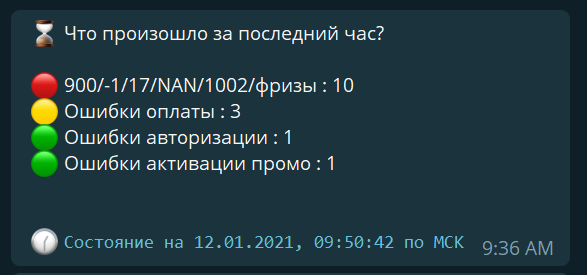 Что произошло за последний час?
900/-1/17/NAN/1002/фризы : 10
Ошибки оплаты : 3
Ошибки авторизации : 1
Ошибки активации промо : 1
Состояние на 12.01.2021, 09:50:42 по МСК
9:36 AM